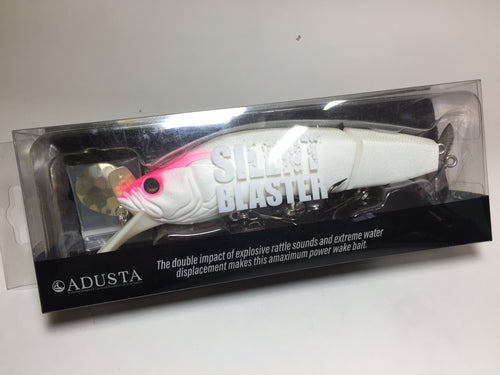 SILENT
BLASTER
The double impact of explosive rattle sounds and extreme water
displacement makes this amaximum power wake bait.
ADUSTA